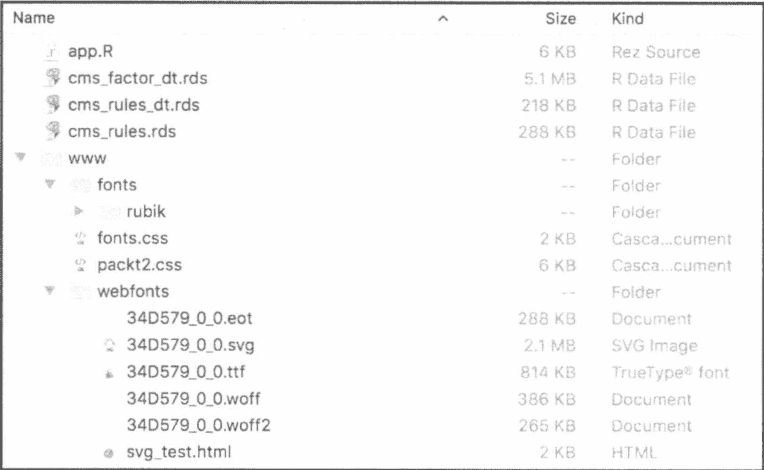 Name Size Kind
app.R 6 KB Rez Source
cms_factor_dt.rds 5.1 MB R Data File
cms_rules_dt.rds 218 KB R Data File
cms_rules.rds 288 KB R Data File
www -- Folder
fonts -- Folder
rubik -- Folder
fonts.css 2 KB Casca...cument
packt2.css 6 KB Casca...cument
webfonts -- Folder
34D579_0_0.eot 288 KB Document
34D579_0_0.svg 2.1 MB SVG Image
34D579_0_0.ttf 814 KB TrueType® font
34D579_0_0.woff 386 KB Document
34D579_0_0.woff2 265 KB Document
svg_test.html 2 KB HTML